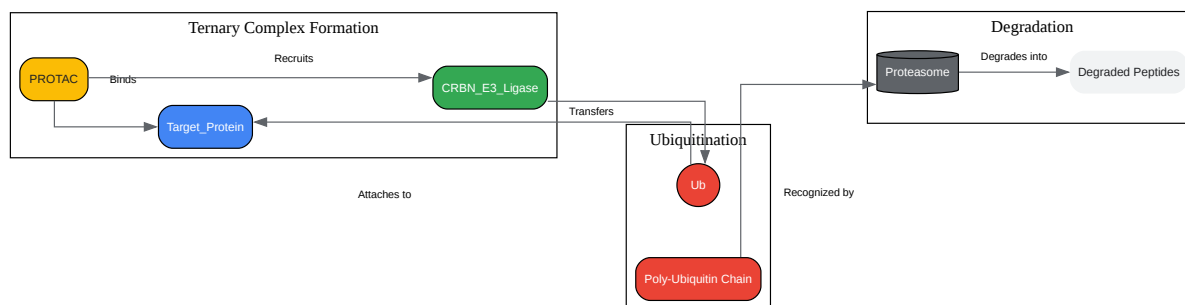 Ternary Complex Formation
Degradation
PROTAC
Binds
Recruits
CRBN_E3_Ligase
Target_Protein
Transfers
Ubiquitination
Ub
Attaches to
Recognized by
Poly-Ubiquitin Chain
Proteasome
Degrades into
Degraded Peptides